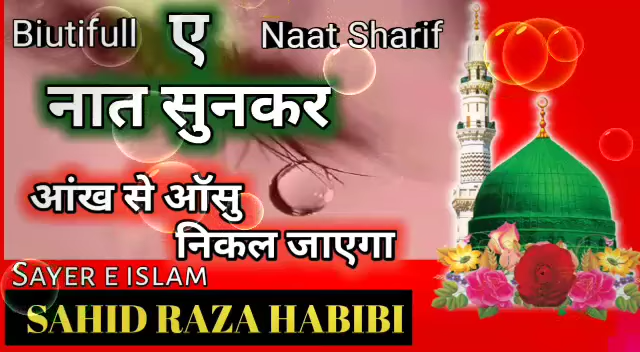 Biutifull ए Naat Sharif
नात सुनकर
आंख से ऑसु
निकल जाएगा
SAYER E ISLAM
SAHID RAZA HABIBI